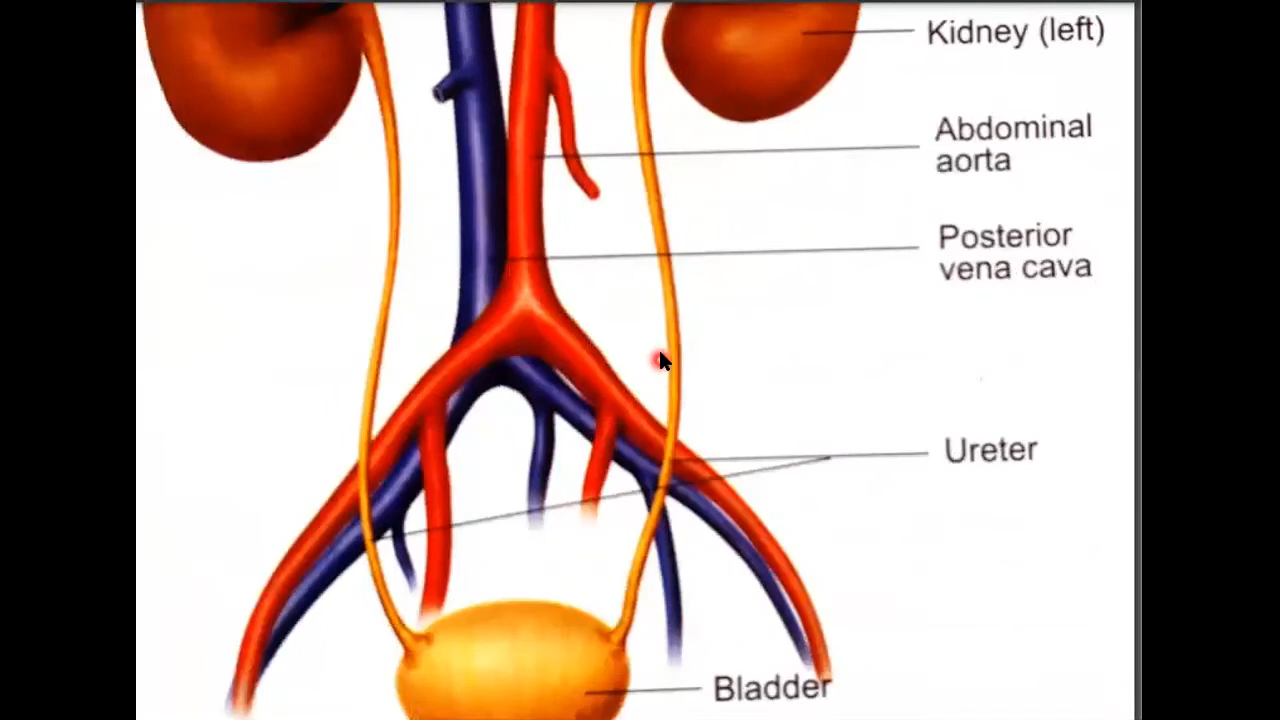 Kidney (left)
Abdominal
aorta
Posterior
vena cava
Ureter
Bladder